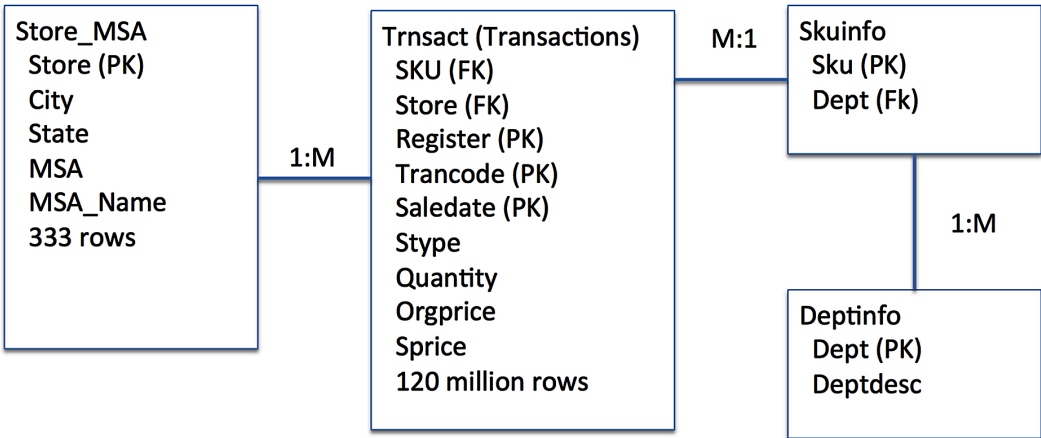 Store_MSA
Store (PK)
City
State
MSA
MSA_Name
333 rows
1:M
Trnsact (Transactions)
SKU (FK)
Store (FK)
Register (PK)
Trancode (PK)
Saledate (PK)
Stype
Quantity
Orgprice
Sprice
120 million rows
M:1
Skuinfo
Sku (PK)
Dept (Fk)
1:M
Deptinfo
Dept (PK)
Deptdesc